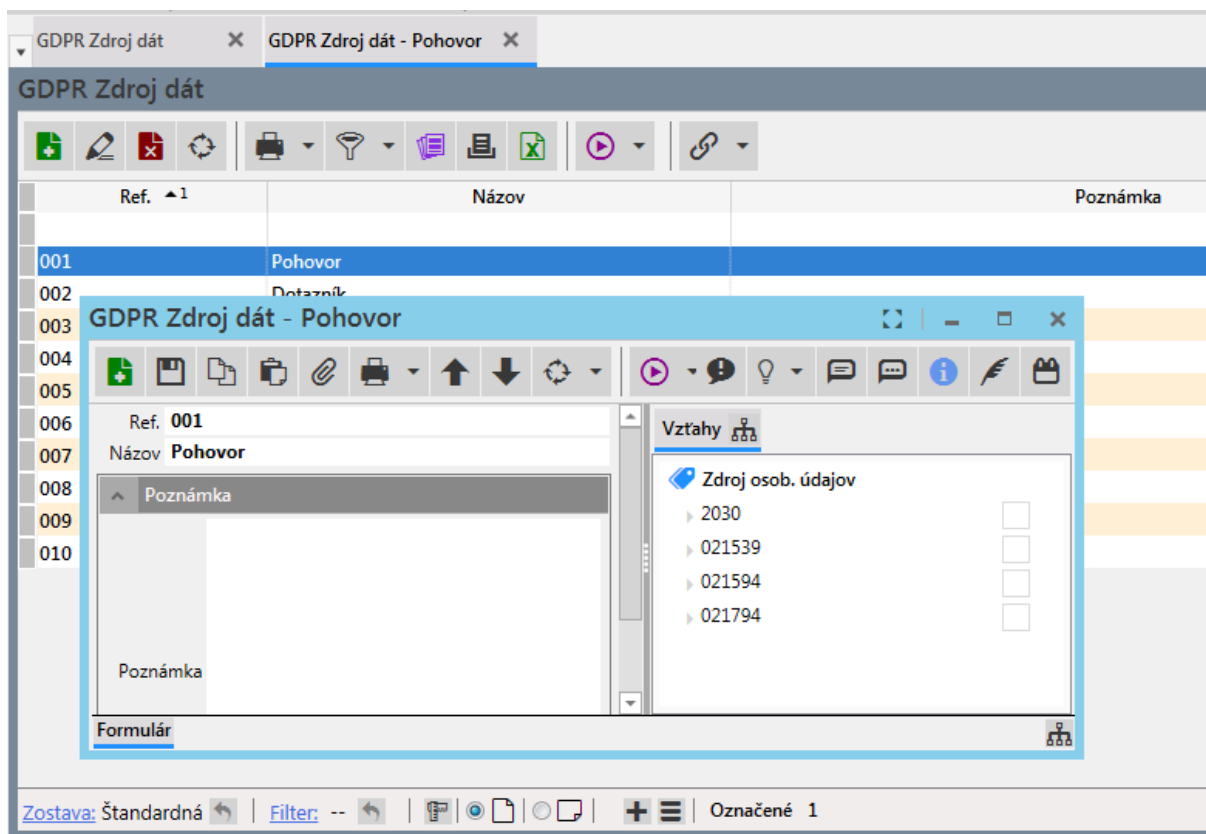 GDPR Zdroj dát
GDPR Zdroj dát - Pohovor
GDPR Zdroj dát
Ref. 1 Názov Poznámka
001 Pohovor
002 Dotazník
003
004
005
006
007
008
009
010
GDPR Zdroj dát - Pohovor
Ref. 001
Názov Pohovor
Poznámka
Poznámka
Formulár
Vzťahy
Zdroj osob. údajov
2030
021539
021594
021794
Zostava: Štandardná Filter: -- Označené 1